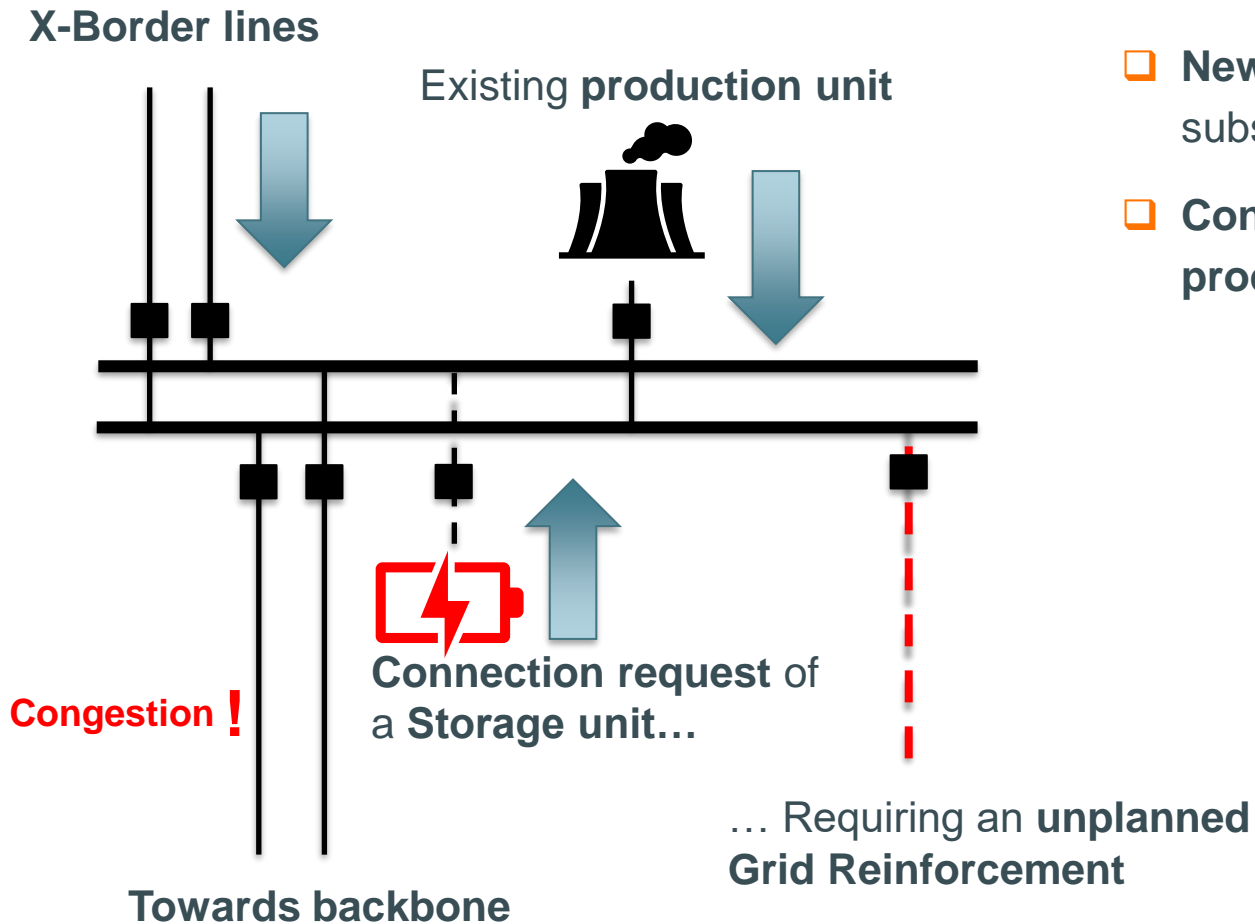 X-Border lines
Existing production unit
New
subs
Con
proc
Connection request of
a Storage unit…
Congestion !
… Requiring an unplanned
Grid Reinforcement
Towards backbone